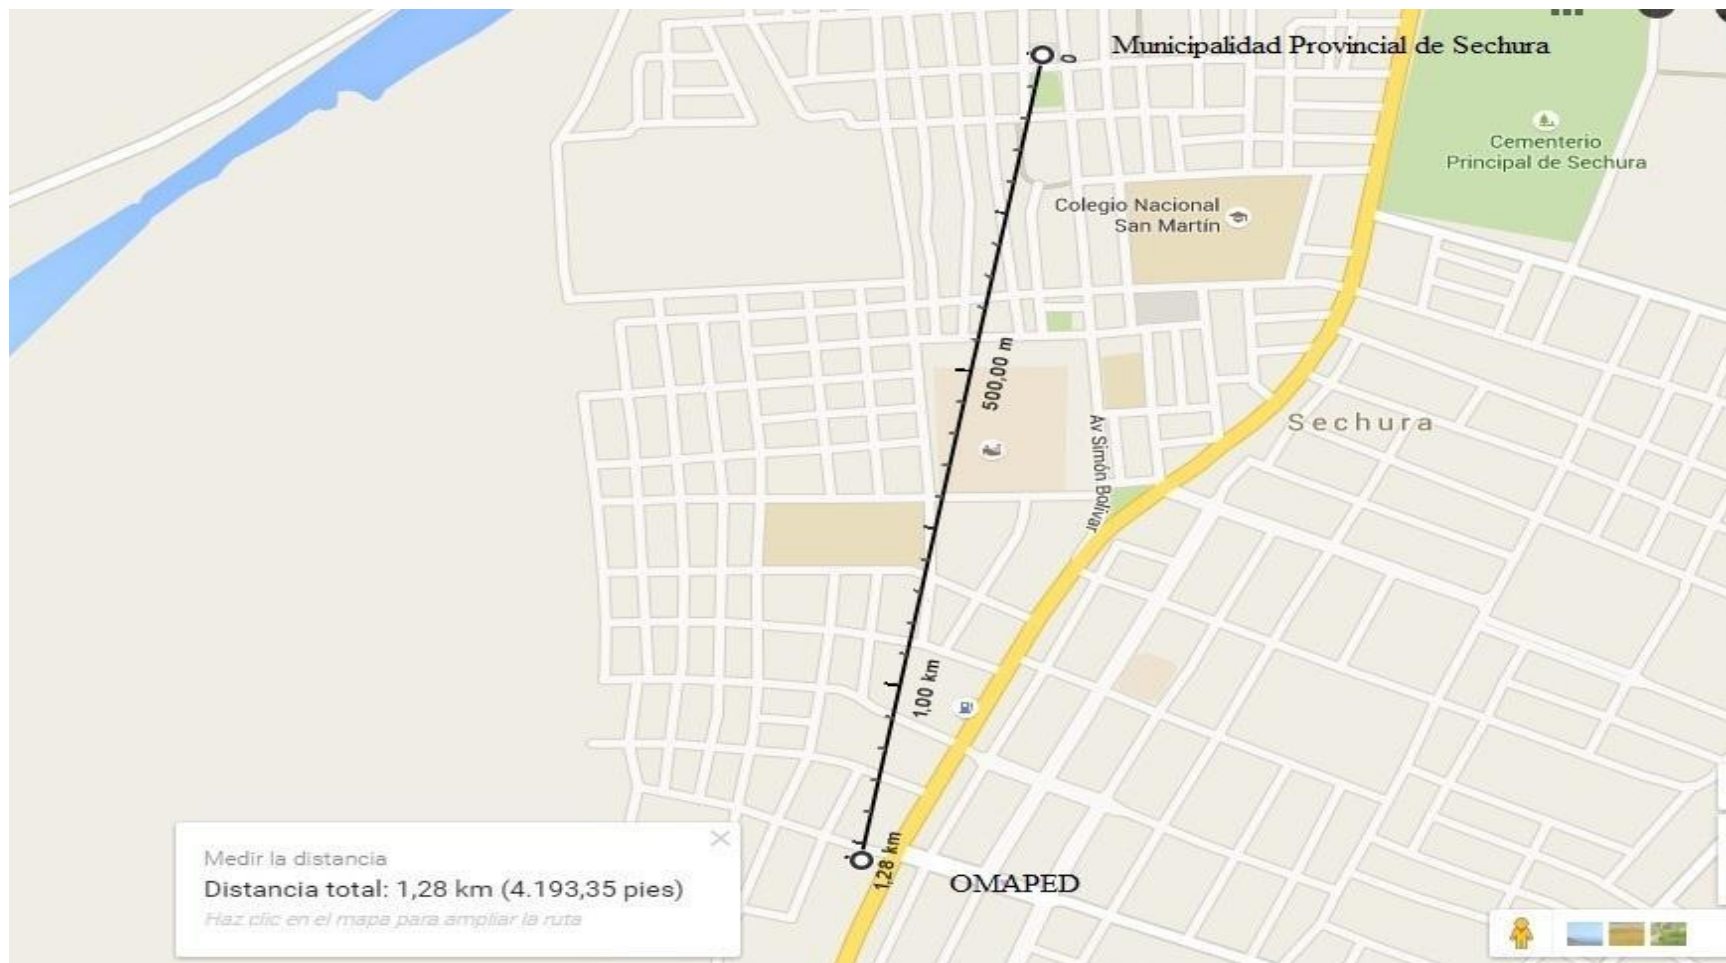 Municipalidad Provincial de Sechura
0
Cementerio
Principal de Sechura
Colegio Nacional
San Martín
500,00 m
Sechura
Av Simón Bolívar
1,00 km
1,28 km
OMAPED
Medir la distancia
Distancia total: 1,28 km (4.193,35 pies)
Haz clic en el mapa para ampliar la ruta